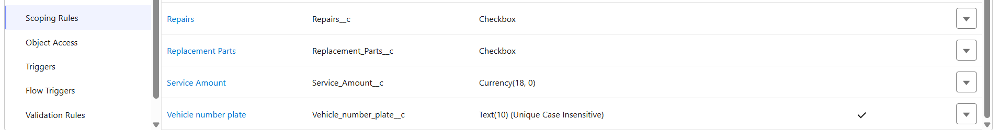 Scoping Rules
Object Access
Triggers
Flow Triggers
Validation Rules
Repairs Repairs__c Checkbox
Replacement Parts Replacement_Parts__c Checkbox
Service Amount Service_Amount__c Currency(18, 0)
Vehicle number plate Vehicle_number_plate__c Text(10) (Unique Case Insensitive)